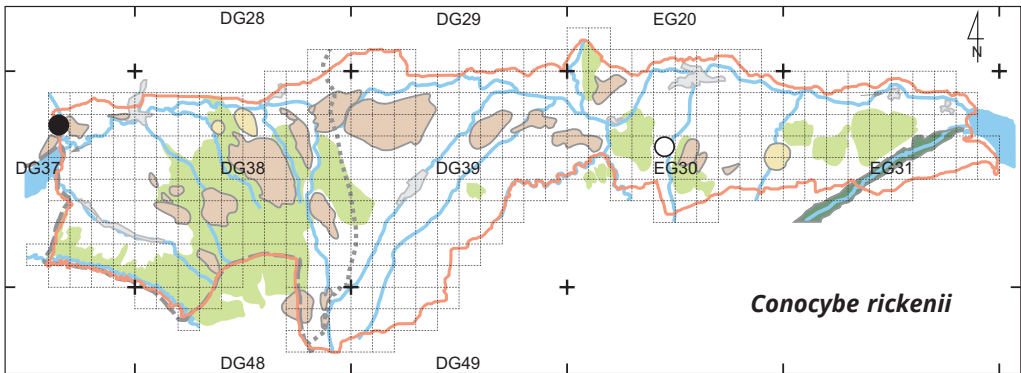 DG28 DG29 EG20
N
DG37 DG38 DG39 EG30 EG31
Conocybe rickenii
DG48 DG49